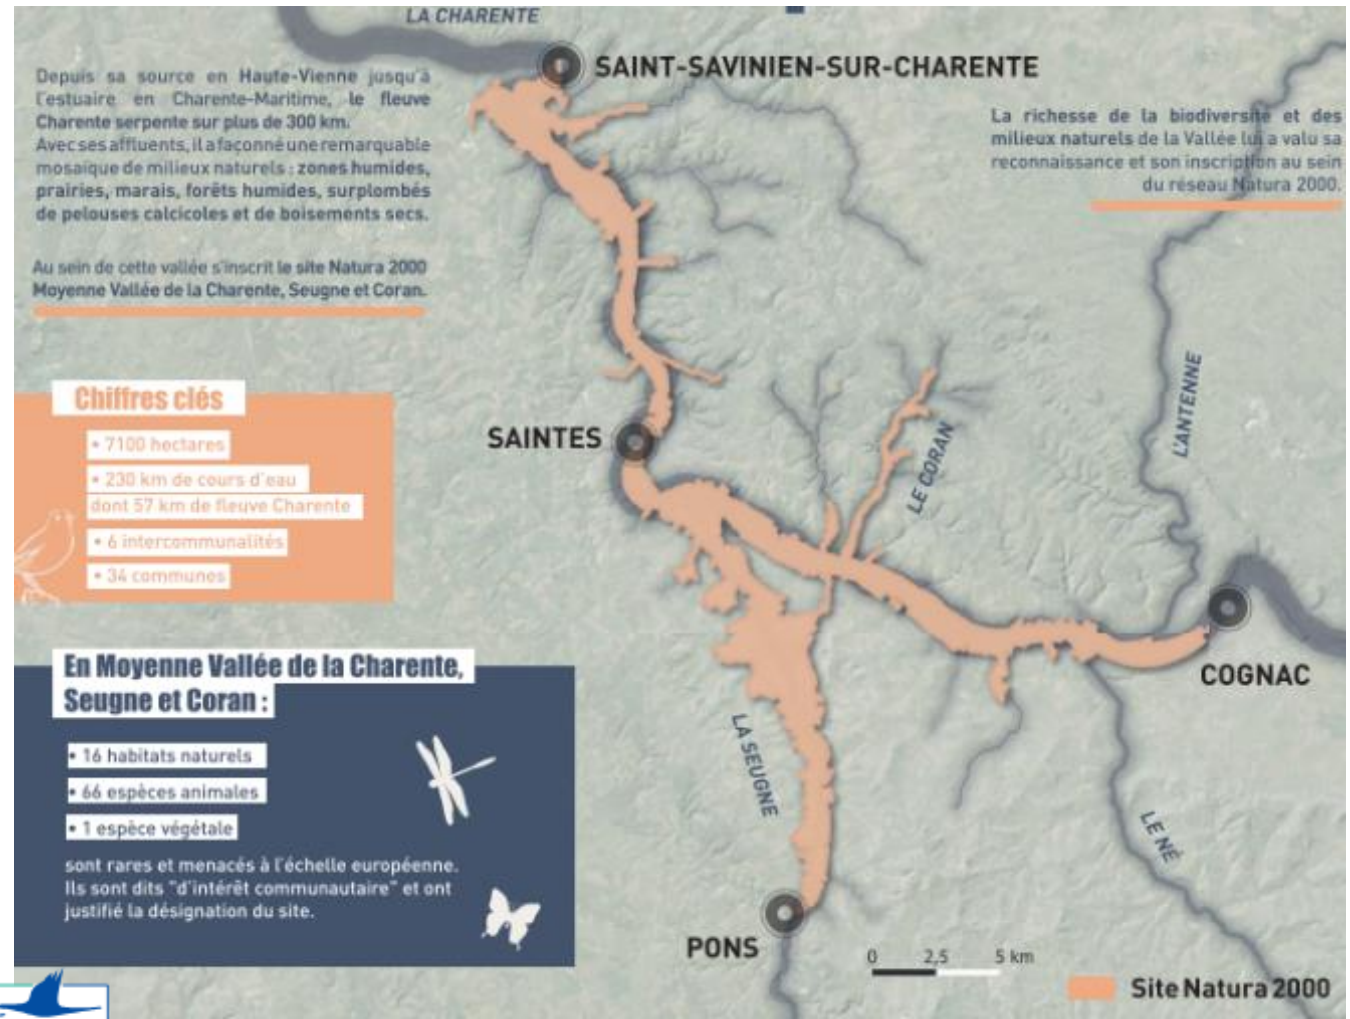 LA CHARENTE
SAINT-SAVINIEN-SUR-CHARENTE
Depuis sa source en Haute-Vienne jusqu'à
l'estuaire en Charente-Maritime, le fleuve
Charente serpente sur plus de 300 km.
Avec ses affluents, il a façonné une remarquable
mosaïque de milieux naturels : zones humides,
prairies, marais, forêts humides, surplombés
de pelouses calcicoles et de boisements secs.
Au sein de cette vallée s'inscrit le site Natura 2000
Moyenne Vallée de la Charente, Seugne et Coran.
La richesse de la biodiversité et des
milieux naturels de la Vallée lui a valu sa
reconnaissance et son inscription au sein
du réseau Natura 2000.
Chiffres clés
• 7100 hectares
• 230 km de cours d'eau
dont 57 km de fleuve Charente
• 6 intercommunalités
• 34 communes
SAINTES
LE CORAN
L'ANTENNE
COGNAC
En Moyenne Vallée de la Charente,
Seugne et Coran :
• 16 habitats naturels
• 66 espèces animales
• 1 espèce végétale
sont rares et menacés à l'échelle européenne.
Ils sont dits "d'intérêt communautaire" et ont
justifié la désignation du site.
LA SEUGNE
LE NÉ
PONS
0 2,5 5 km
Site Natura 2000